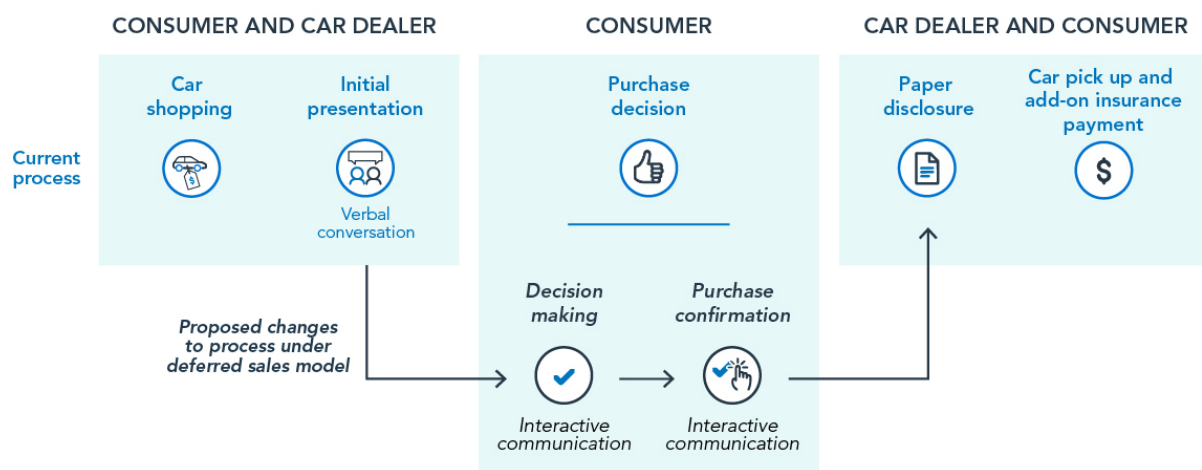 CONSUMER AND CAR DEALER
CONSUMER
CAR DEALER AND CONSUMER
Current
process
Car
shopping
$
Initial
presentation
Verbal
conversation
Purchase
decision
Paper
disclosure
Car pick up and
add-on insurance
payment
$
Proposed changes
to process under
deferred sales model
Decision
making
Interactive
communication
Purchase
confirmation
Interactive
communication